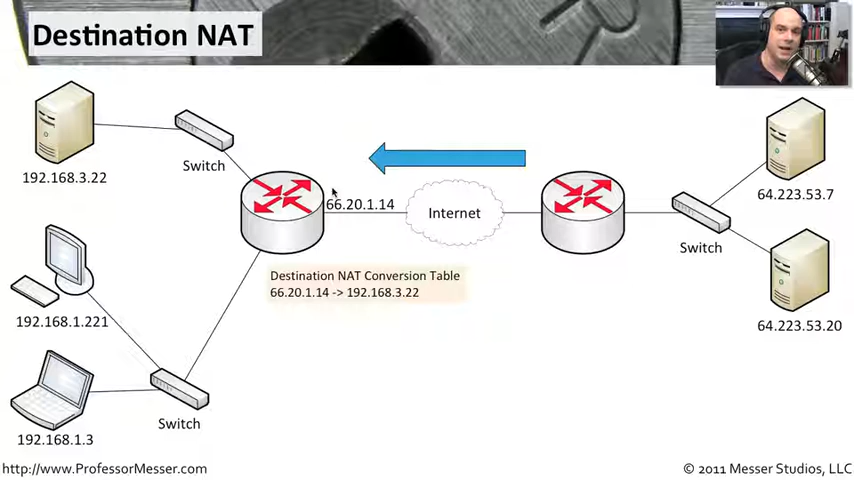 Destination NAT
192.168.3.22
Switch
66.20.1.14
Internet
64.223.53.7
Switch
Destination NAT Conversion Table
66.20.1.14 -> 192.168.3.22
192.168.1.221
64.223.53.20
Switch
192.168.1.3
http://www.ProfessorMesser.com
© 2011 Messer Studios, LLC